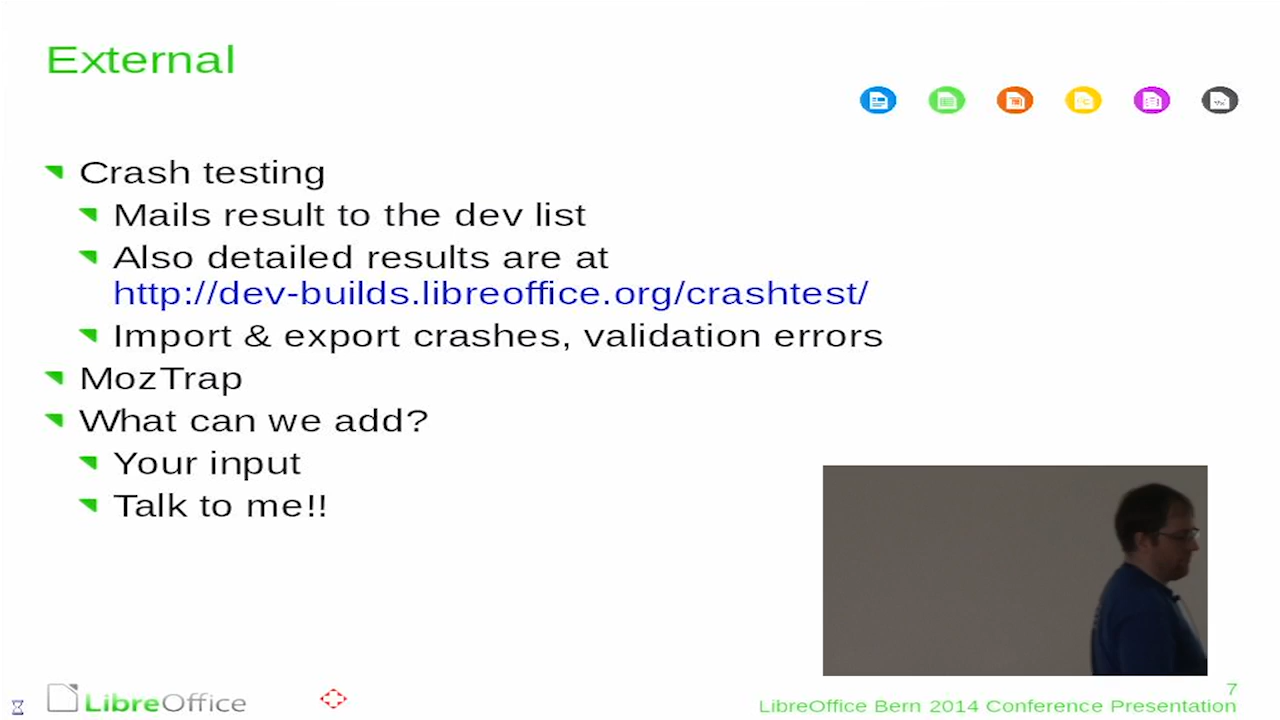 External
Crash testing
Mails result to the dev list
Also detailed results are at
http://dev-builds.libreoffice.org/crashtest/
Import & export crashes, validation errors
MozTrap
What can we add?
Your input
Talk to me!!
LibreOffice
7
LibreOffice Bern 2014 Conference Presentation